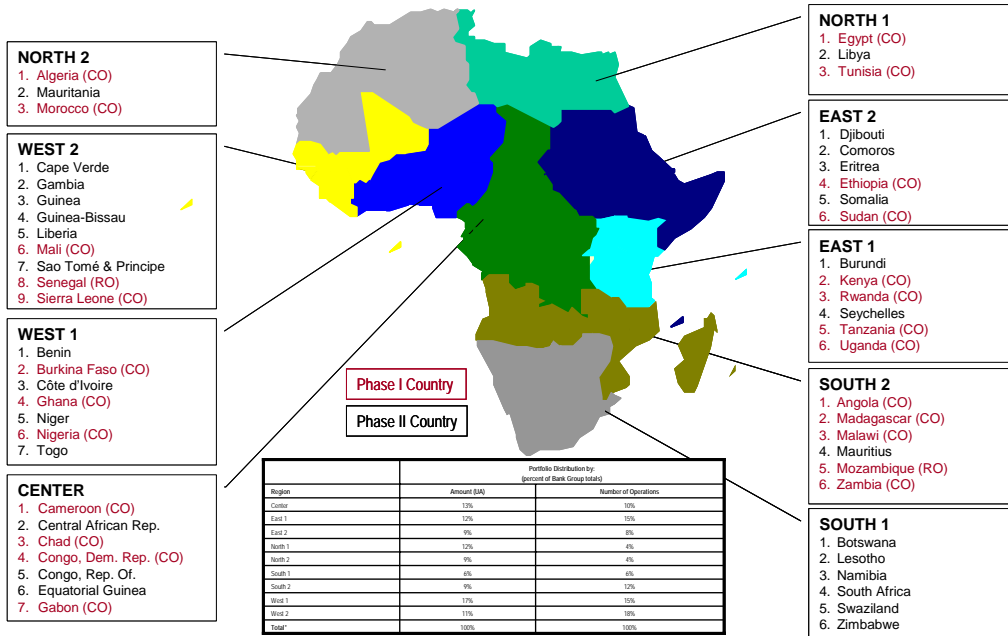 NORTH 2
1. Algeria (CO)
2. Mauritania
3. Morocco (CO)
WEST 2
1. Cape Verde
2. Gambia
3. Guinea
4. Guinea-Bissau
5. Liberia
6. Mali (CO)
7. Sao Tomé & Principe
8. Senegal (RO)
9. Sierra Leone (CO)
WEST 1
1. Benin
2. Burkina Faso (CO)
3. Côte d'Ivoire
4. Ghana (CO)
5. Niger
6. Nigeria (CO)
7. Togo
CENTER
1. Cameroon (CO)
2. Central African Rep.
3. Chad (CO)
4. Congo, Dem. Rep. (CO)
5. Congo, Rep. Of.
6. Equatorial Guinea
7. Gabon (CO)
Phase I Country
Phase II Country
Portfolio Distribution by:
(percent of Bank Group totals)
Region Amount (UA) Number of Operations
Center 13% 10%
East 1 12% 15%
East 2 9% 8%
North 1 12% 4%
North 2 9% 4%
South 1 6% 6%
South 2 9% 12%
West 1 17% 15%
West 2 11% 18%
Total* 100% 100%
NORTH 1
1. Egypt (CO)
2. Libya
3. Tunisia (CO)
EAST 2
1. Djibouti
2. Comoros
3. Eritrea
4. Ethiopia (CO)
5. Somalia
6. Sudan (CO)
EAST 1
1. Burundi
2. Kenya (CO)
3. Rwanda (CO)
4. Seychelles
5. Tanzania (CO)
6. Uganda (CO)
SOUTH 2
1. Angola (CO)
2. Madagascar (CO)
3. Malawi (CO)
4. Mauritius
5. Mozambique (RO)
6. Zambia (CO)
SOUTH 1
1. Botswana
2. Lesotho
3. Namibia
4. South Africa
5. Swaziland
6. Zimbabwe